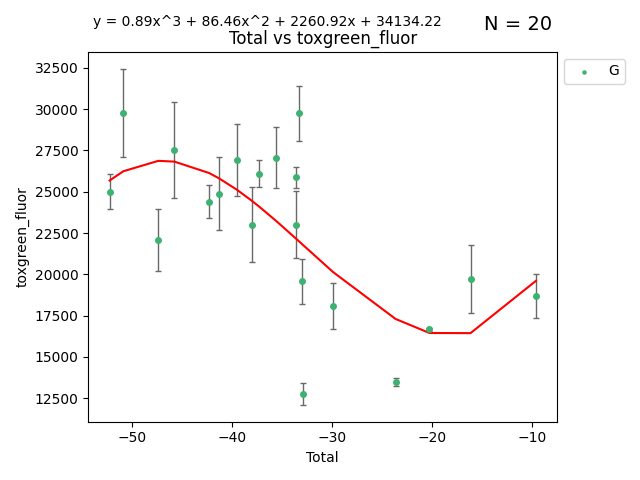 y = 0.89x^3 + 86.46x^2 + 2260.92x + 34134.22
N = 20
Total vs toxgreen_fluor
G
32500
30000
27500
25000
22500
20000
17500
15000
12500
toxgreen_fluor
−50 −40 −30 −20 −10
Total